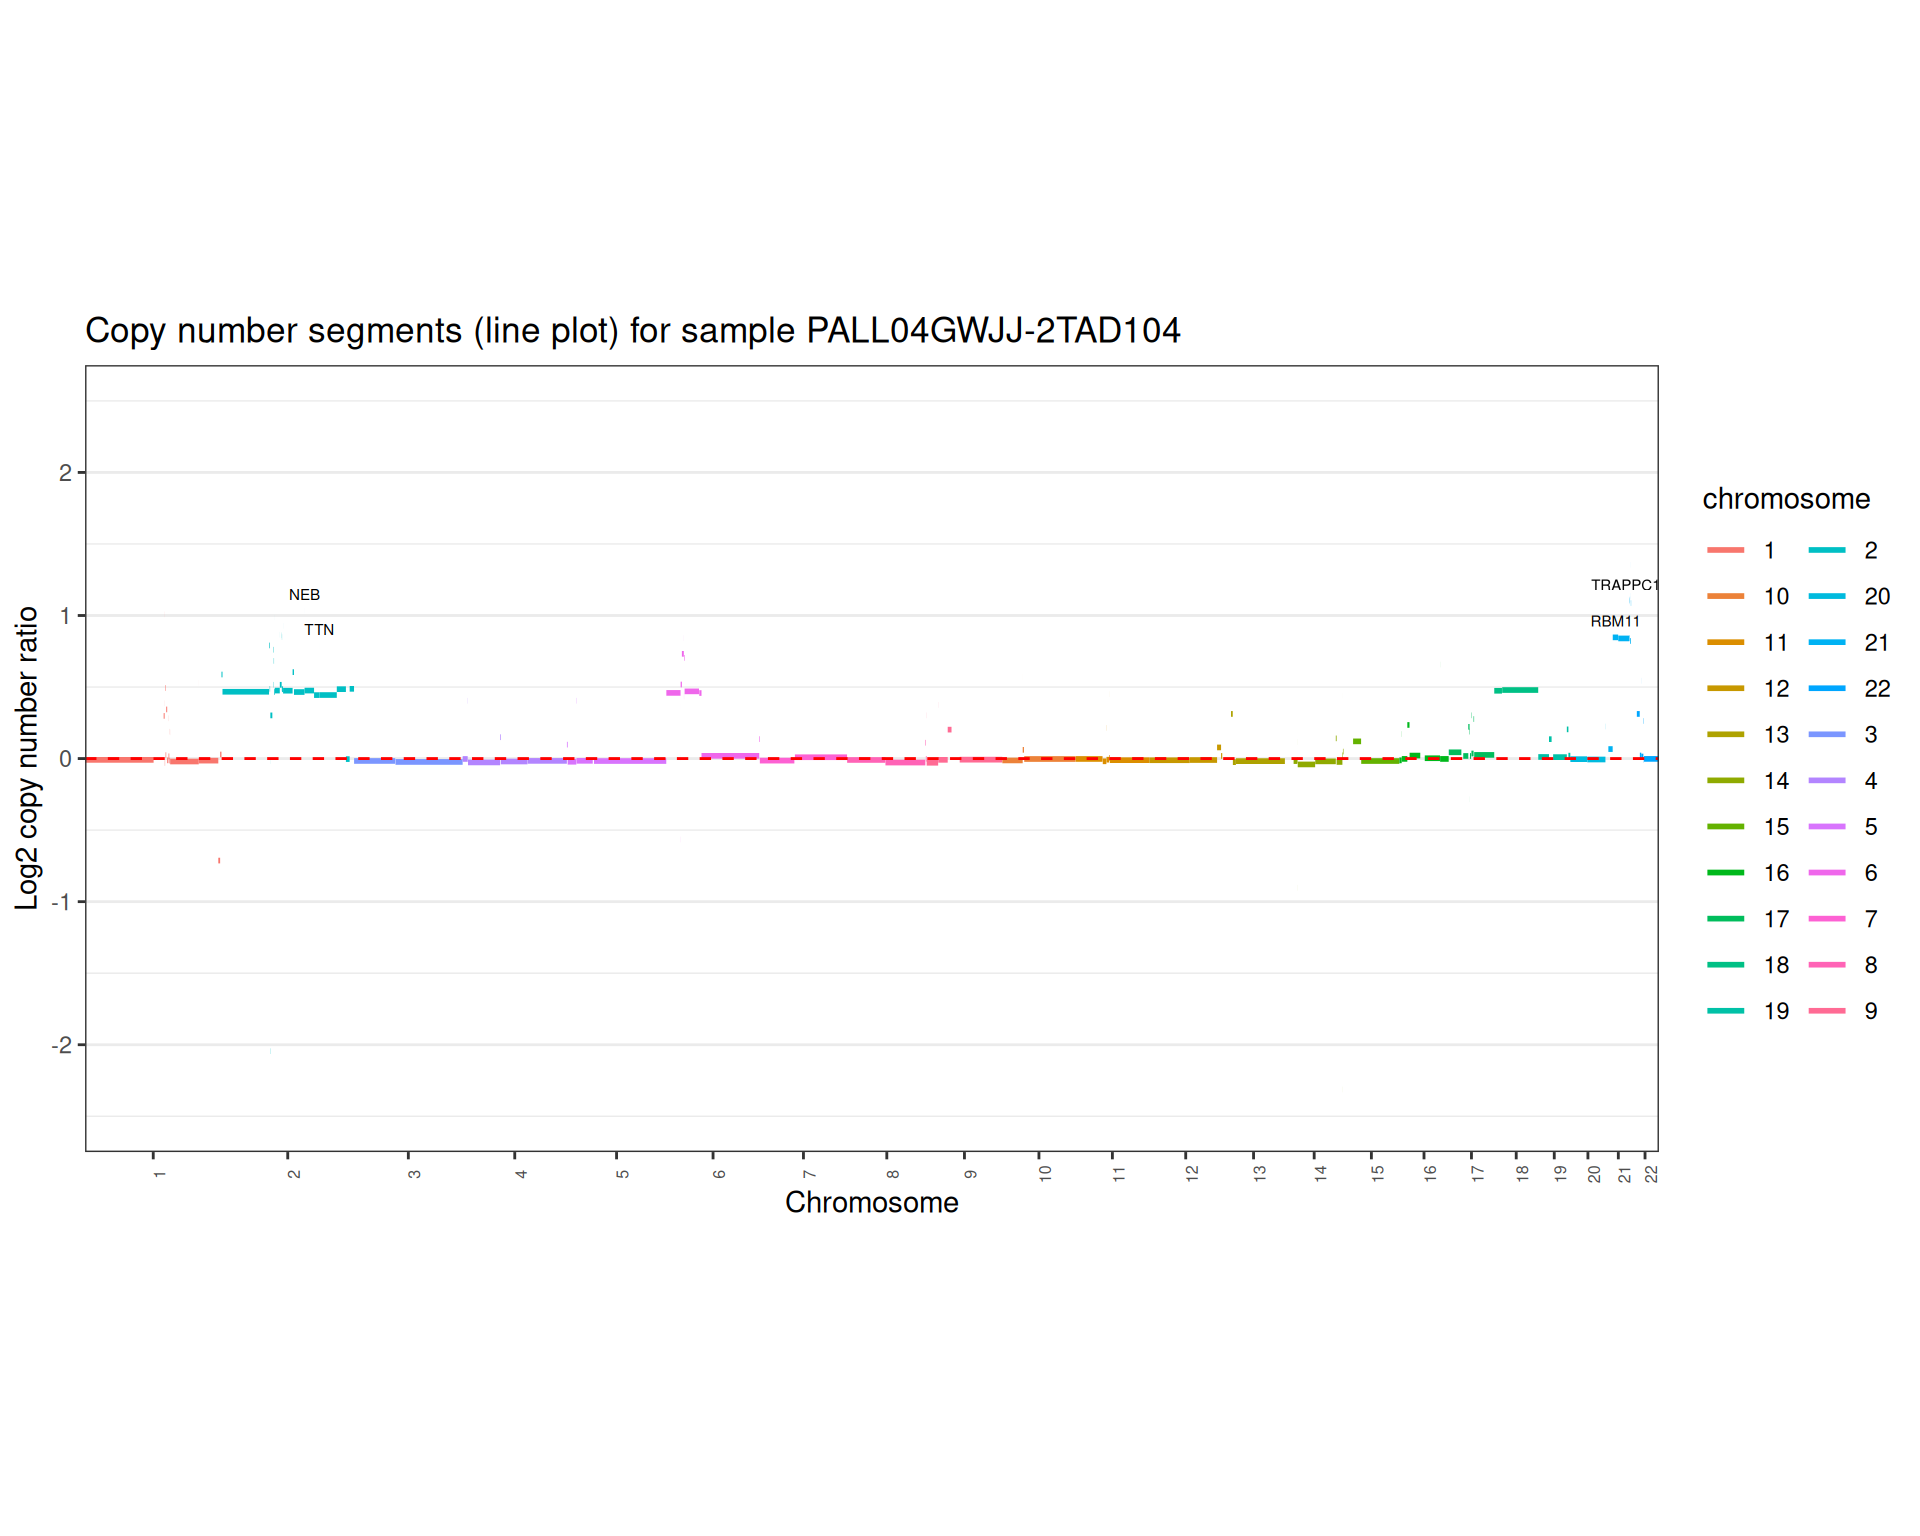 Copy number segments (line plot) for sample PALL04GWJJ-2TAD104
Log2 copy number ratio
2
1
0
-1
-2
NEB
TTN
TRAPPC1
RBM11
1 2 3 4 5 6 7 8 9 10 11 12 13 14 15 16 17 18 19 20 21 22
Chromosome
chromosome
1 2
10 20
11 21
12 22
13 3
14 4
15 5
16 6
17 7
18 8
19 9